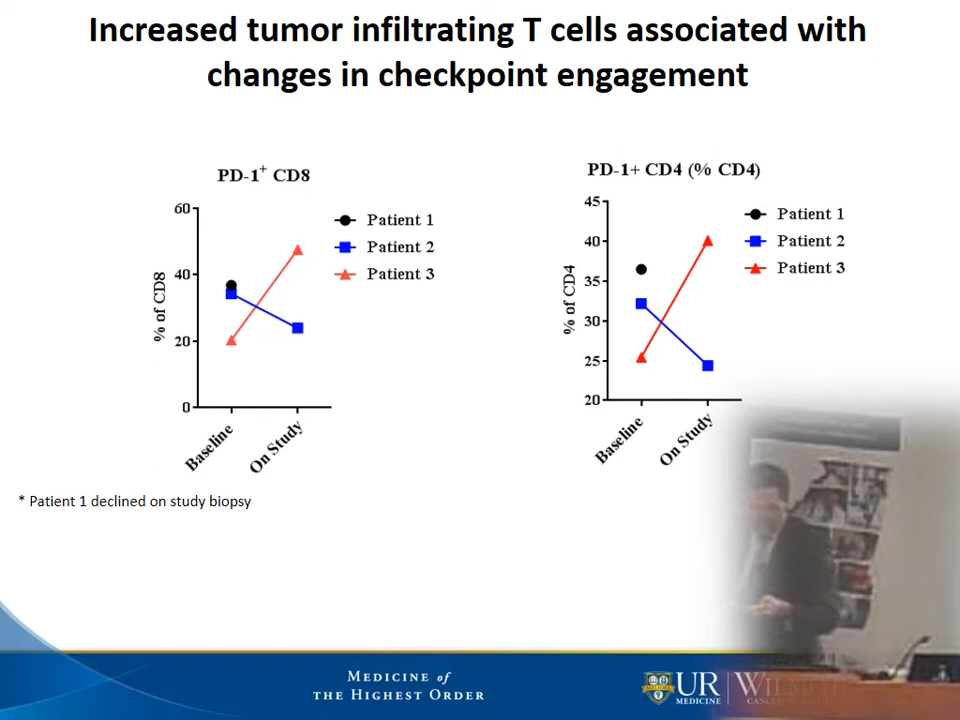 Increased tumor infiltrating T cells associated with
changes in checkpoint engagement
PD-1+ CD8
60
40
20
0
% of CD8
Baseline
On Study
Patient 1
Patient 2
Patient 3
PD-1+ CD4 (% CD4)
45
40
35
30
25
20
% of CD4
Baseline
On Study
Patient 1
Patient 2
Patient 3
* Patient 1 declined on study biopsy
MEDICINE of
THE HIGHEST ORDER
UR
MEDICINE